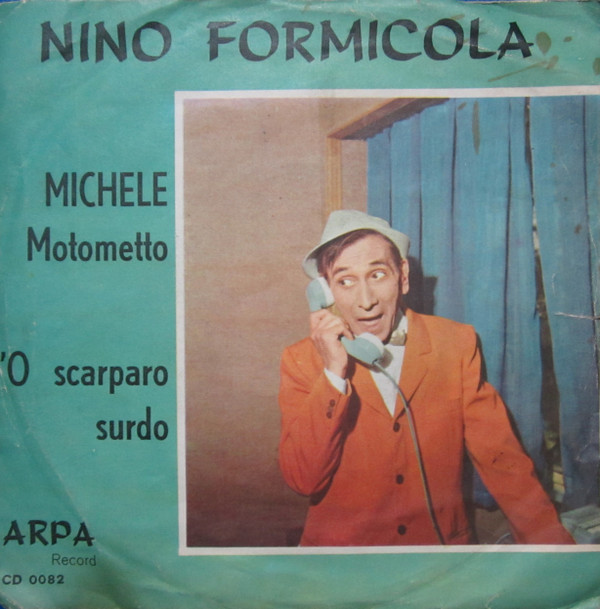 NINO FORMICOLA
MICHELE
Motometto
'O scarparo
surdo
ARPA
Record
CD 0082